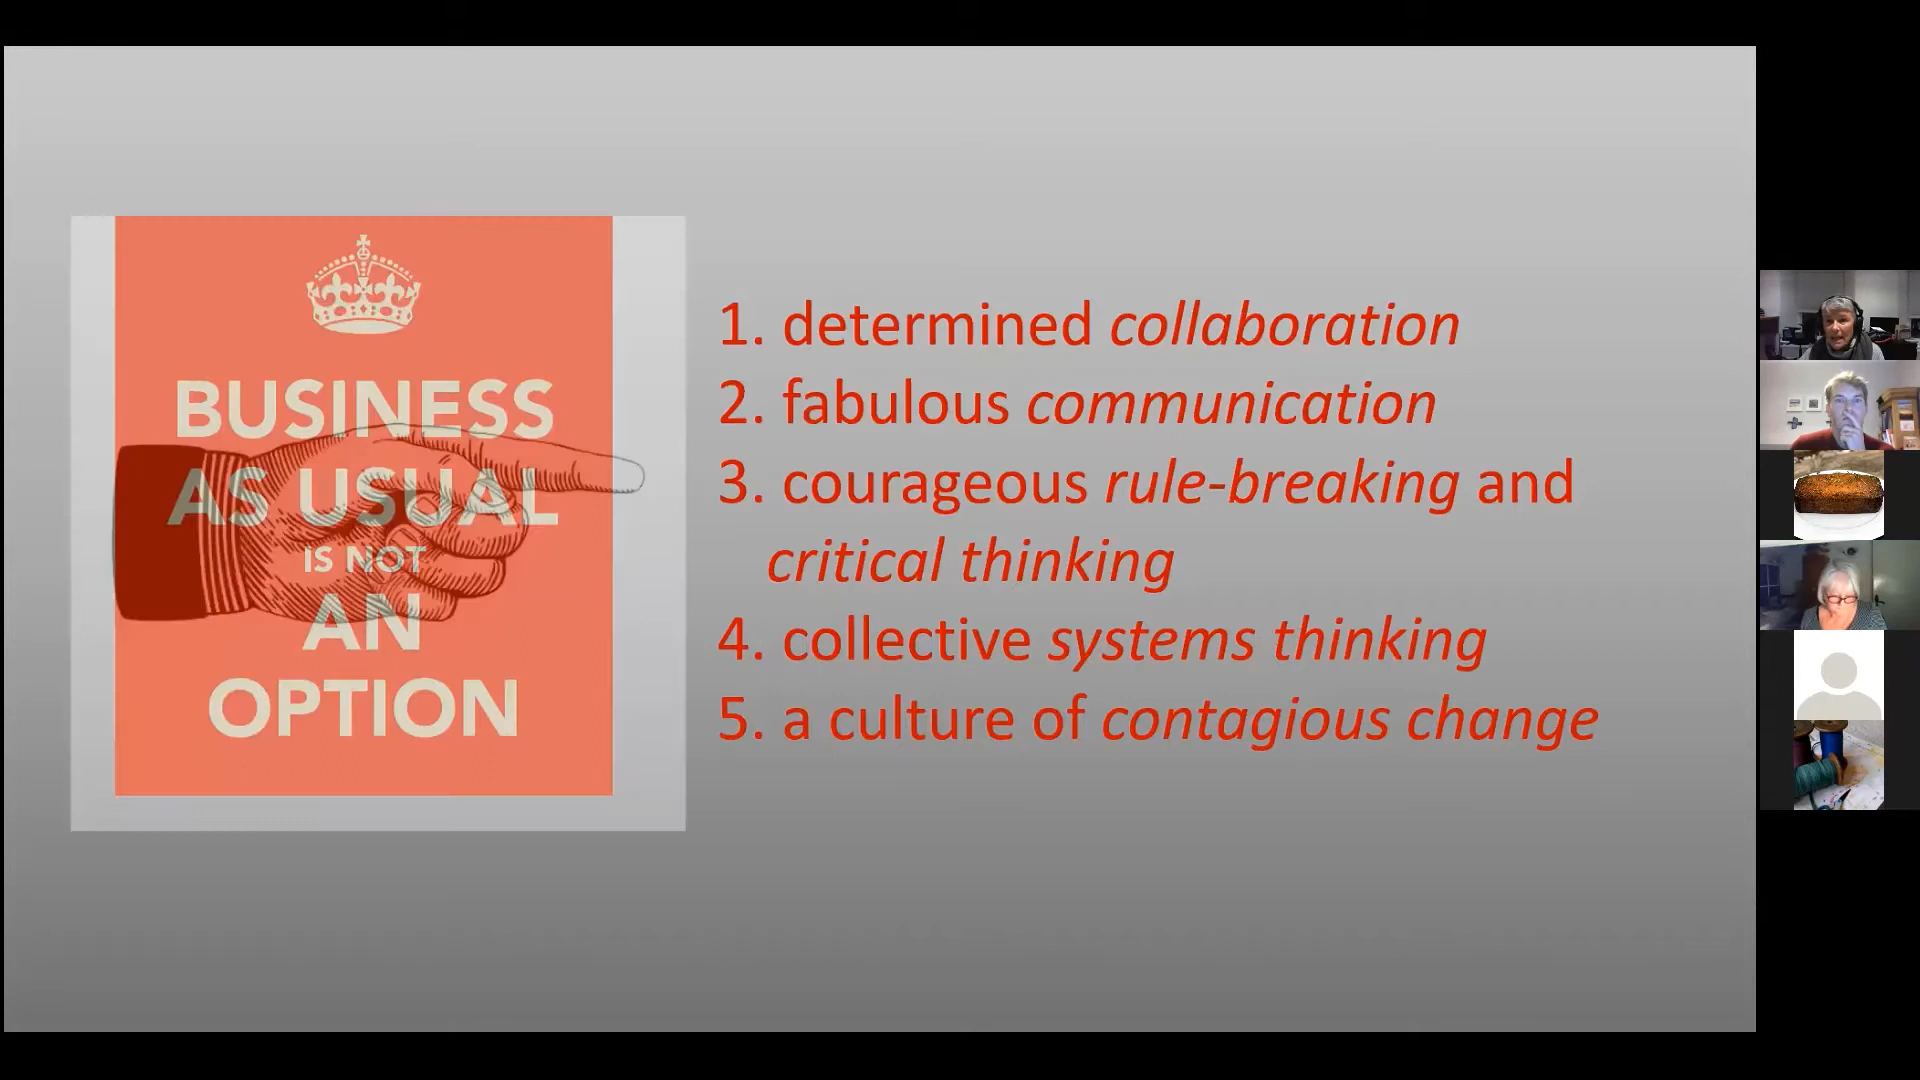 BUSINESS
AS USUAL
IS NOT
AN
OPTION
1. determined collaboration
2. fabulous communication
3. courageous rule-breaking and
critical thinking
4. collective systems thinking
5. a culture of contagious change